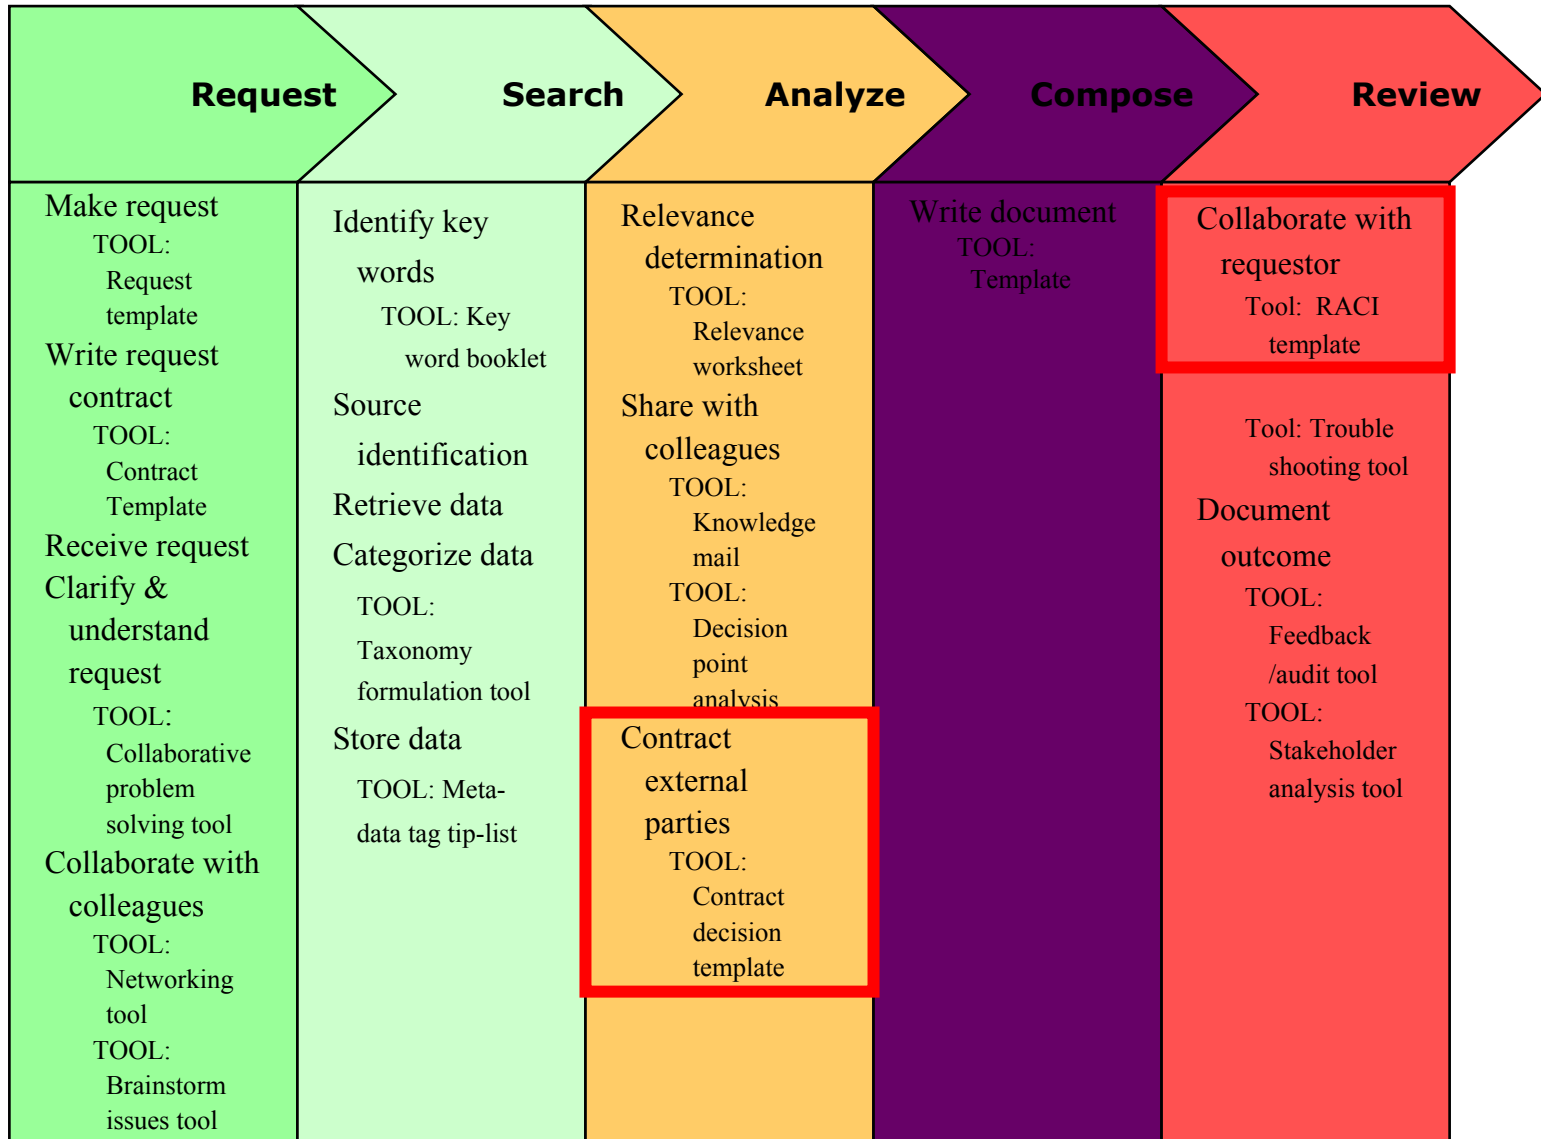 Request
Search
Analyze
Compose
Review
Make request
TOOL:
Request
template
Write request
contract
TOOL:
Contract
Template
Receive request
Clarify &
understand
request
TOOL:
Collaborative
problem
solving tool
Collaborate with
colleagues
TOOL:
Networking
tool
TOOL:
Brainstorm
issues tool
Identify key
words
TOOL: Key
word booklet
Source
identification
Retrieve data
Categorize data
TOOL:
Taxonomy
formulation tool
Store data
TOOL: Meta-
data tag tip-list
Relevance
determination
TOOL:
Relevance
worksheet
Share with
colleagues
TOOL:
Knowledge
mail
TOOL:
Decision
point
analysis
Contract
external
parties
TOOL:
Contract
decision
template
Write document
TOOL:
Template
Collaborate with
requestor
Tool:  RACI
template
Tool: Trouble
shooting tool
Document
outcome
TOOL:
Feedback
/audit tool
TOOL:
Stakeholder
analysis tool